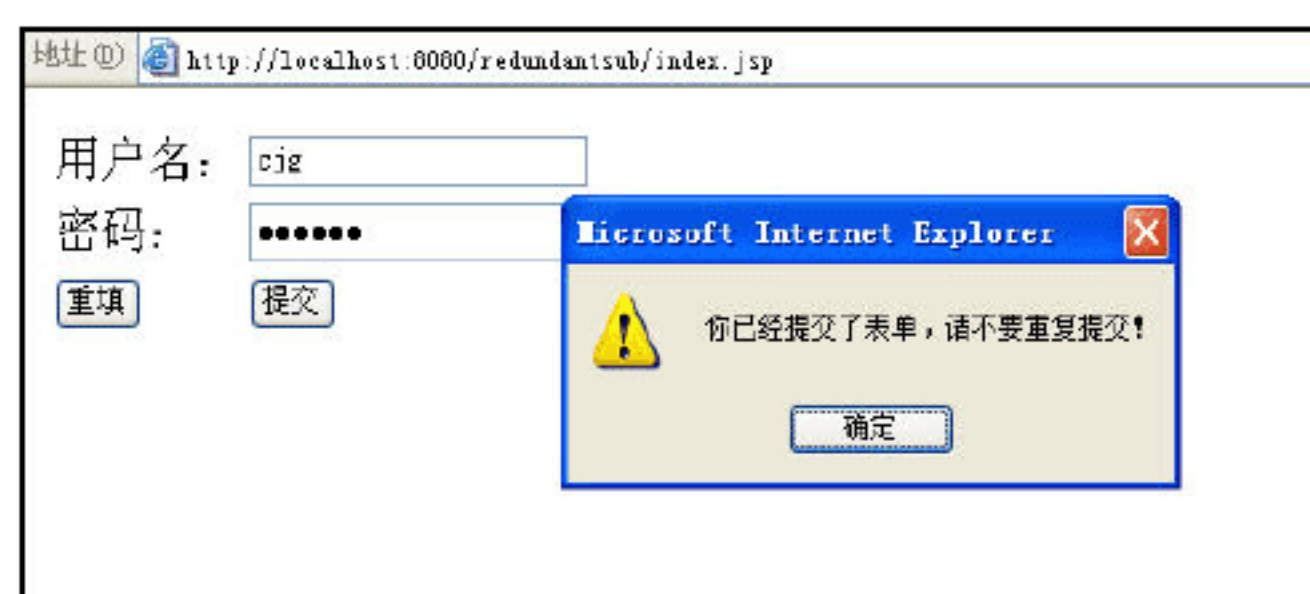 地址(D) http://localhost:8080/redundantsub/index.jsp
用户名: cjg
密码: ●●●●●●
重填 提交
Microsoft Internet Explorer
你已经提交了表单，请不要重复提交!
确定